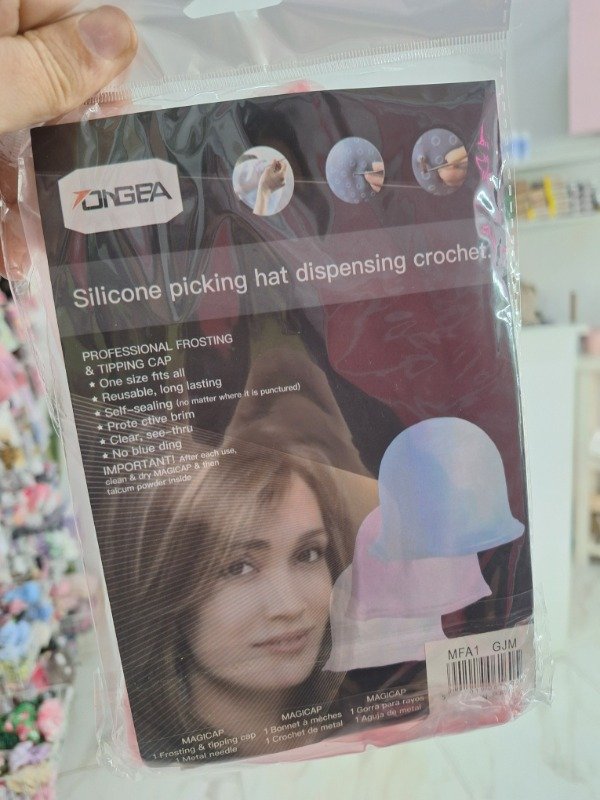 TONGBA
Silicone picking hat dispensing crochet.
PROFESSIONAL FROSTING
& TIPPING CAP
★ One size fits all
★ Reusable, long lasting
★ Self-sealing (no matter where it is punctured)
★ Prote ctive brim
★ Clear, see-thru
★ No blue ding
IMPORTANT! After each use,
clean & dry MAGICAP & then
talcum powder inside
MFA1 GJM
MAGICAP
1 Frosting & tipping cap
1 Metal needle
MAGICAP
1 Bonnet à mèches
1 Crochet de metal
MAGICAP
1 Gorra para rayos
1 Aguja de metal